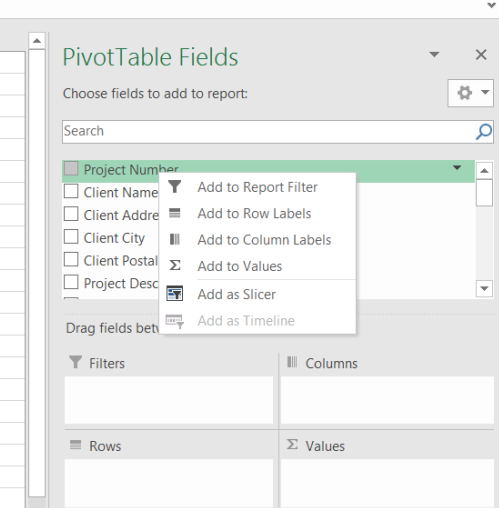 PivotTable Fields
Choose fields to add to report:
Search
Project Number
Add to Report Filter
Client Name
Add to Row Labels
Client Addre
Client City
Add to Column Labels
Client Postal
Add to Values
Project Desc
Add as Slicer
Add as Timeline
Drag fields betw
Filters
Columns
Rows
Σ Values